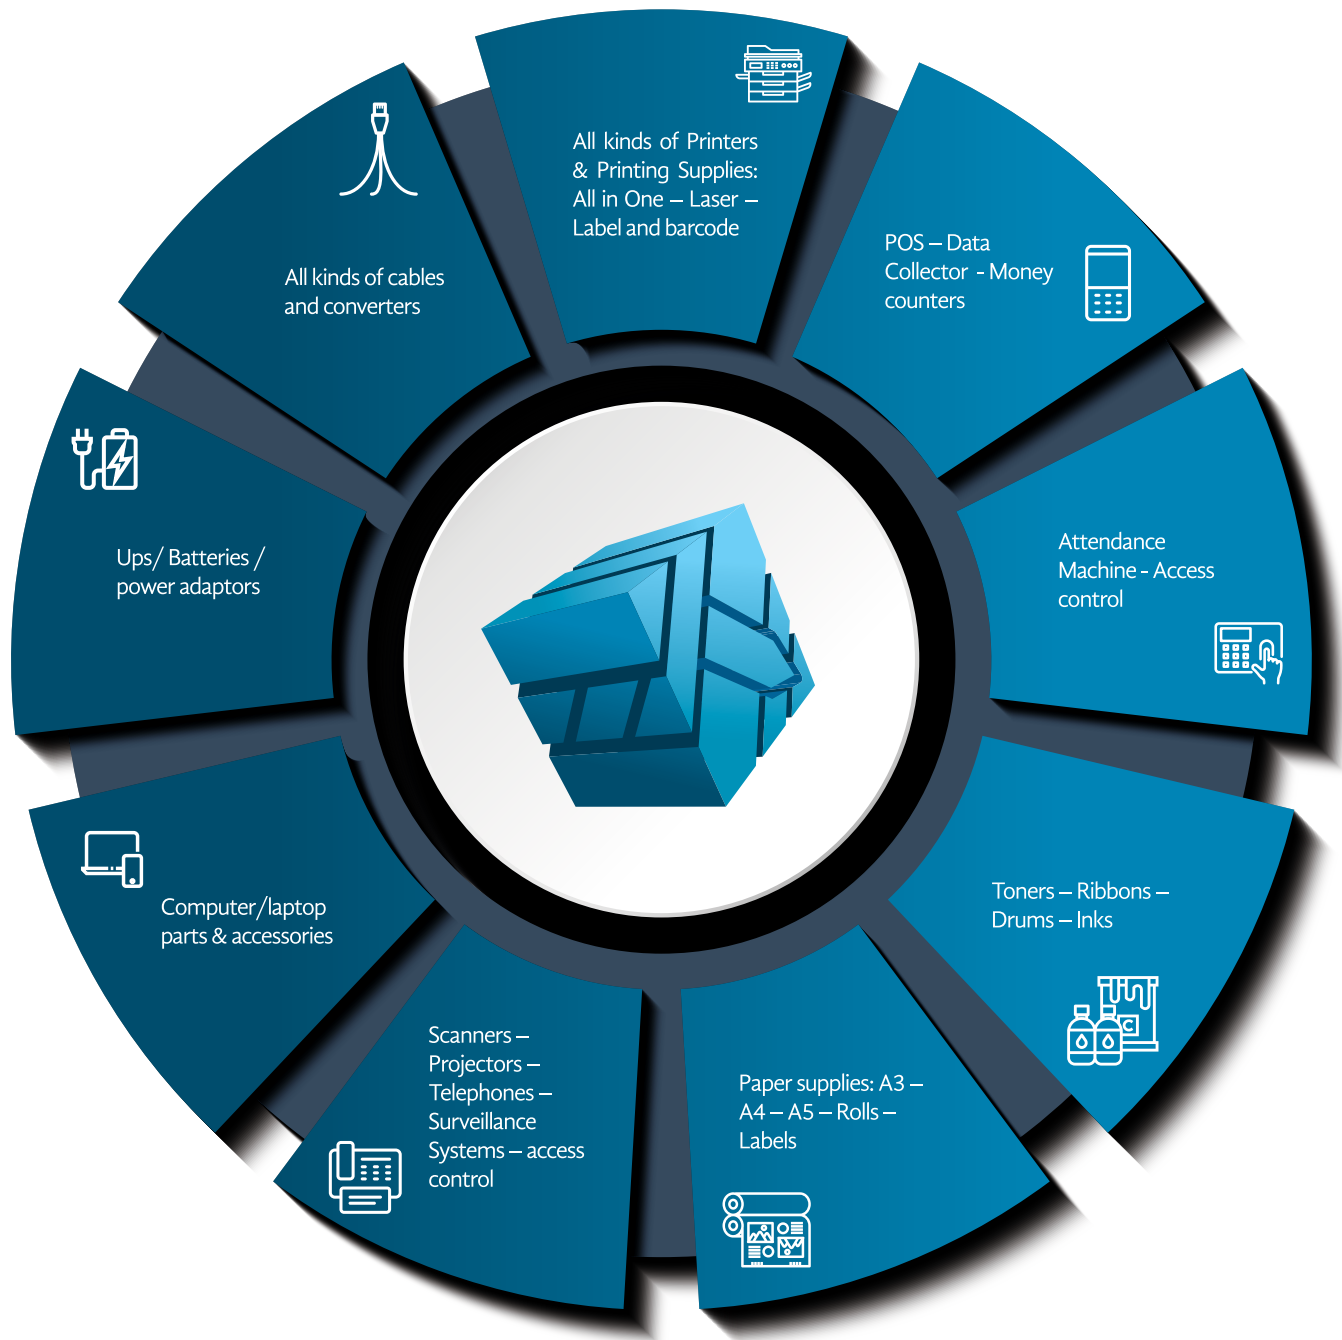 All kinds of Printers
& Printing Supplies:
All in One – Laser –
Label and barcode
POS – Data
Collector - Money
counters
Attendance
Machine - Access
control
Toners – Ribbons –
Drums – Inks
C
Paper supplies: A3 –
A4 – A5 – Rolls –
Labels
Scanners –
Projectors –
Telephones –
Surveillance
Systems – access
control
Computer/laptop
parts & accessories
Ups/ Batteries /
power adaptors
All kinds of cables
and converters